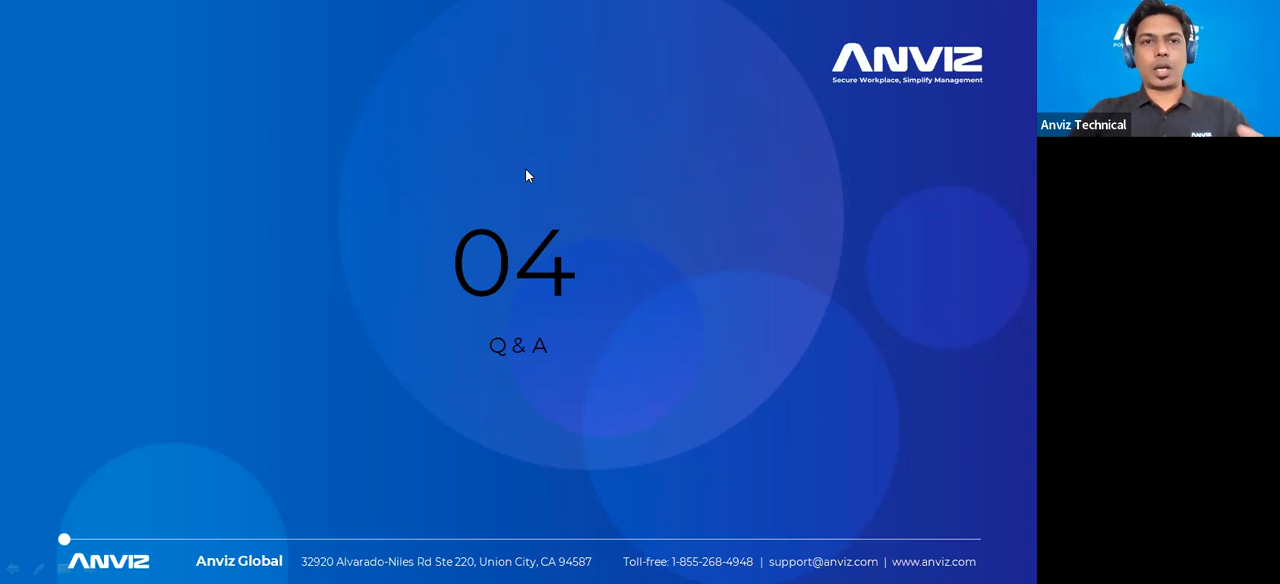 ANVIZ
Secure Workplace, Simplify Management
Anviz Technical
04
Q & A
ANVIZ
Anviz Global 32920 Alvarado-Niles Rd Ste 220, Union City, CA 94587 Toll-free: 1-855-268-4948 | support@anviz.com | www.anviz.com
ANVIZ